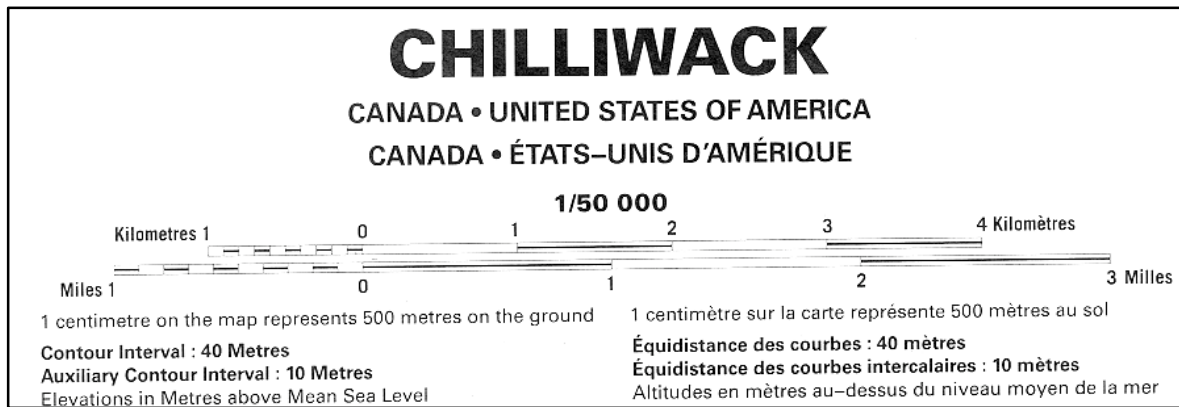 CHILLIWACK
CANADA • UNITED STATES OF AMERICA
CANADA • ÉTATS–UNIS D'AMÉRIQUE
1/50 000
Kilometres 1 0 1 2 3 4 Kilomètres
Miles 1 0 1 2 3 Milles
1 centimetre on the map represents 500 metres on the ground
Contour Interval : 40 Metres
Auxiliary Contour Interval : 10 Metres
Elevations in Metres above Mean Sea Level
1 centimètre sur la carte représente 500 mètres au sol
Équidistance des courbes : 40 mètres
Équidistance des courbes intercalaires : 10 mètres
Altitudes en mètres au–dessus du niveau moyen de la mer